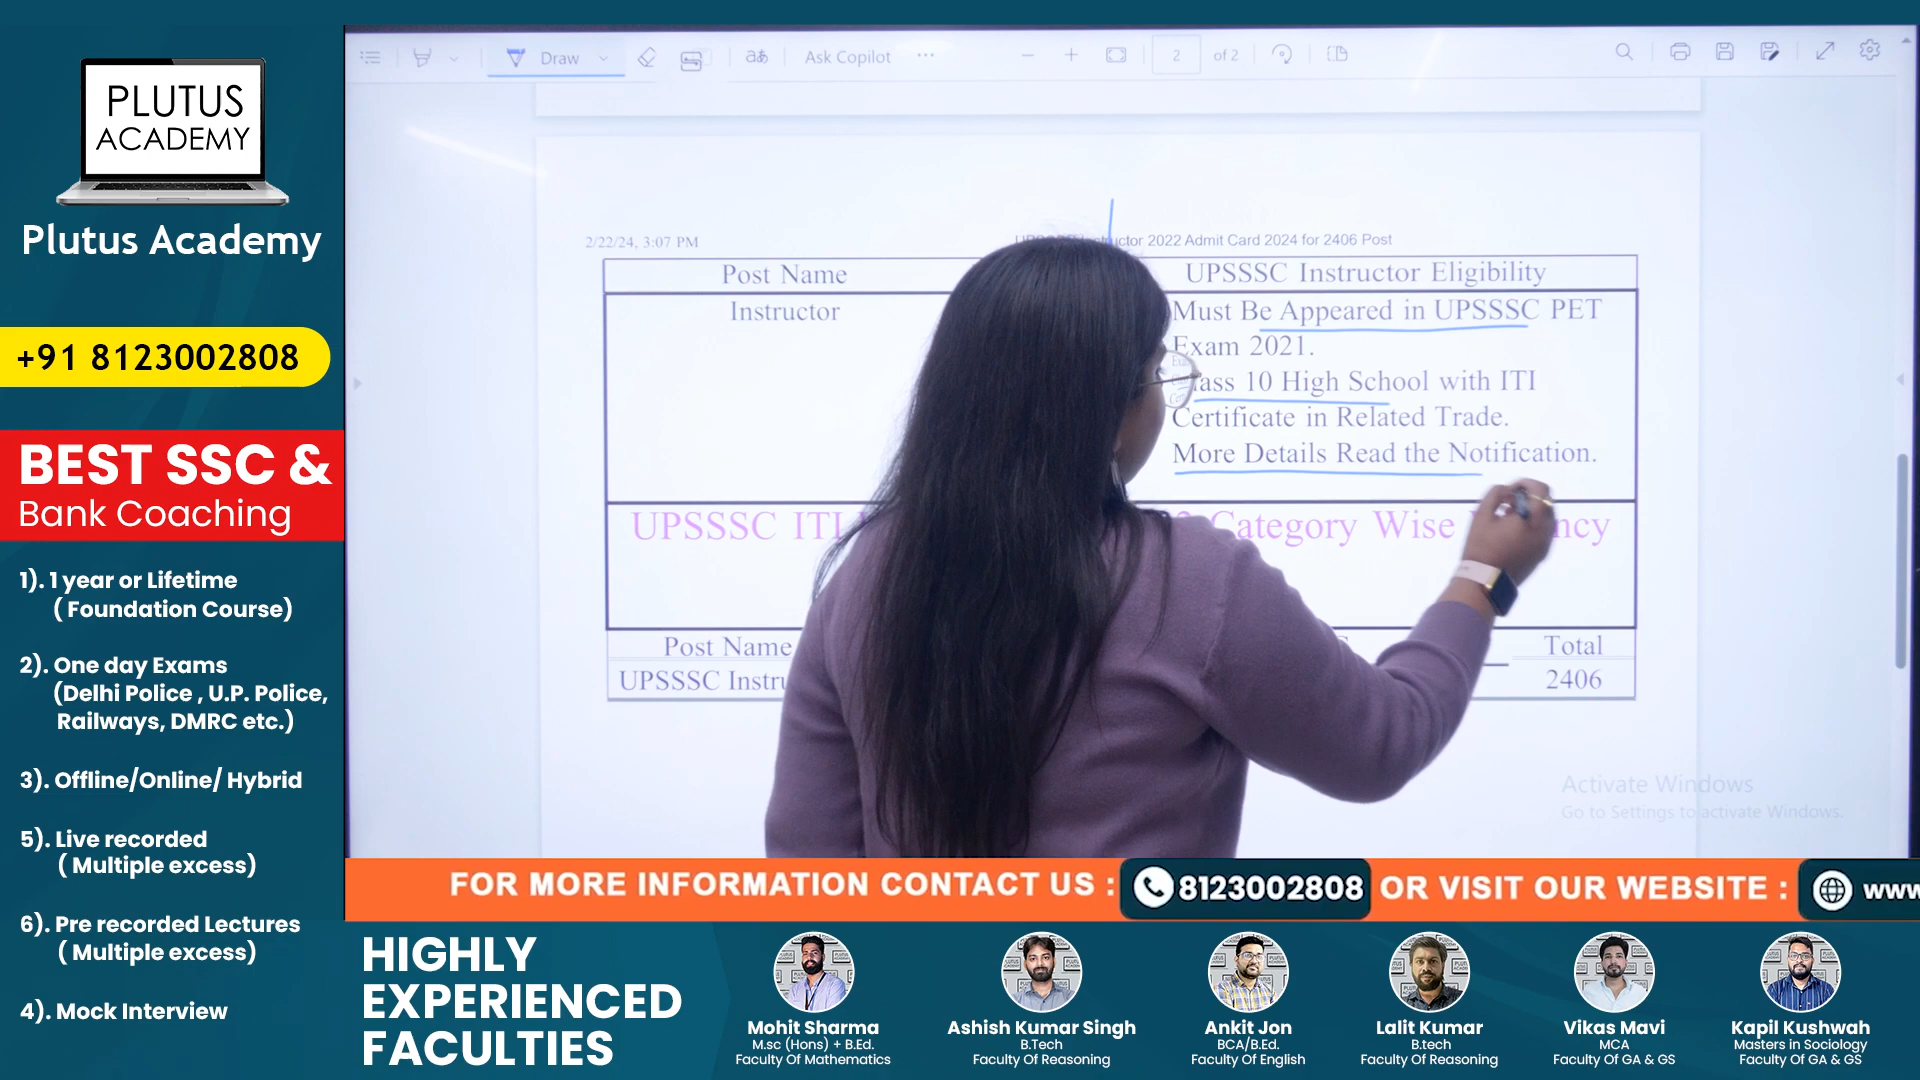 PLUTUS
ACADEMY
Plutus Academy
+91 8123002808
BEST SSC &
Bank Coaching
1). 1 year or Lifetime
( Foundation Course)
2). One day Exams
(Delhi Police , U.P. Police,
Railways, DMRC etc.)
3). Offline/Online/ Hybrid
5). Live recorded
( Multiple excess)
6). Pre recorded Lectures
( Multiple excess)
4). Mock Interview
Draw
aあ
Ask Copilot
2
of 2
2/22/24, 3:07 PM
2022 Admit Card 2024 for 2406 Post
Post Name
UPSSSC Instructor Eligibility
Instructor
Must Be Appeared in UPSSSC PET
Exam 2021.
10 High School with ITI
Certificate in Related Trade.
More Details Read the Notification.
UPSSSC ITI
Category Wise
Post Name
Total
UPSSSC
2406
Activate Windows
Go to Settings to activate Windows.
FOR MORE INFORMATION CONTACT US :
8123002808
OR VISIT OUR WEBSITE :
www
HIGHLY
EXPERIENCED
FACULTIES
Mohit Sharma
M.sc (Hons) + B.Ed.
Faculty Of Mathematics
Ashish Kumar Singh
B.Tech
Faculty Of Reasoning
Ankit Jon
BCA/B.Ed.
Faculty Of English
Lalit Kumar
B.tech
Faculty Of Reasoning
Vikas Mavi
MCA
Faculty Of GA & GS
Kapil Kushwah
Masters in Sociology
Faculty Of GA & GS